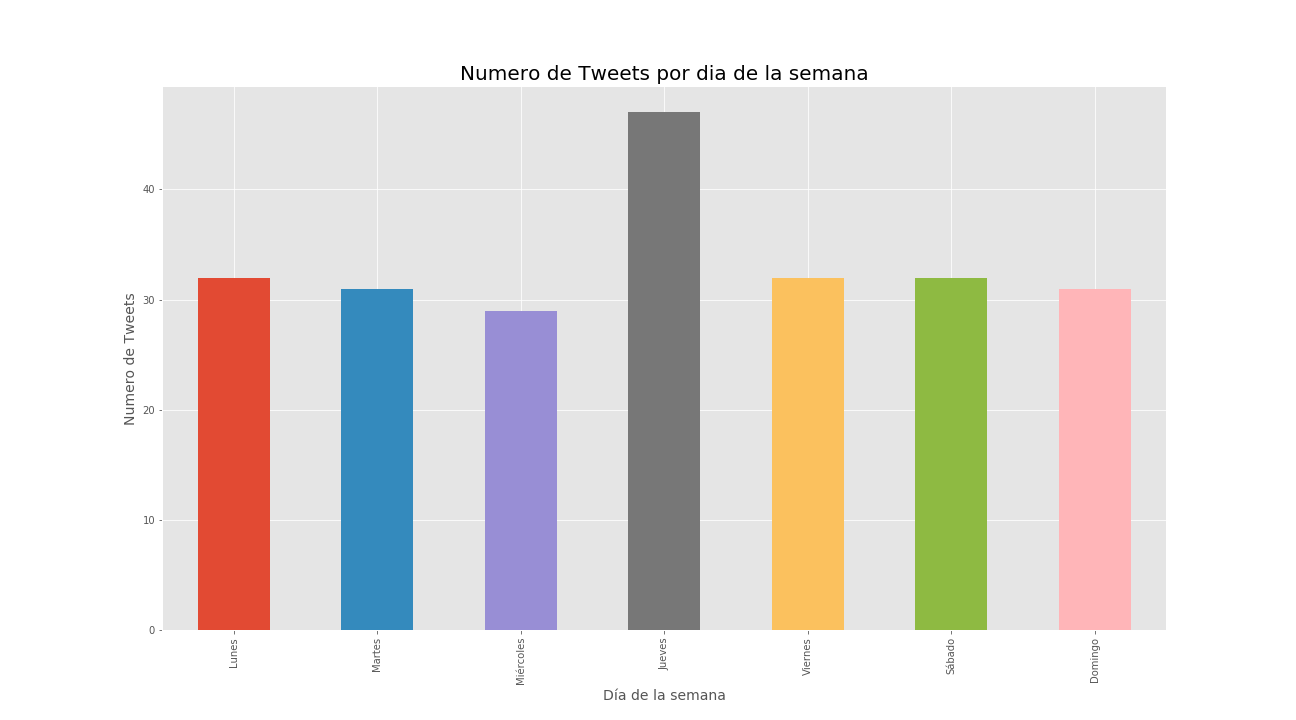 Numero de Tweets por dia de la semana
Numero de Tweets
40
30
20
10
0
Lunes
Martes
Miércoles
Jueves
Viernes
Sábado
Domingo
Día de la semana